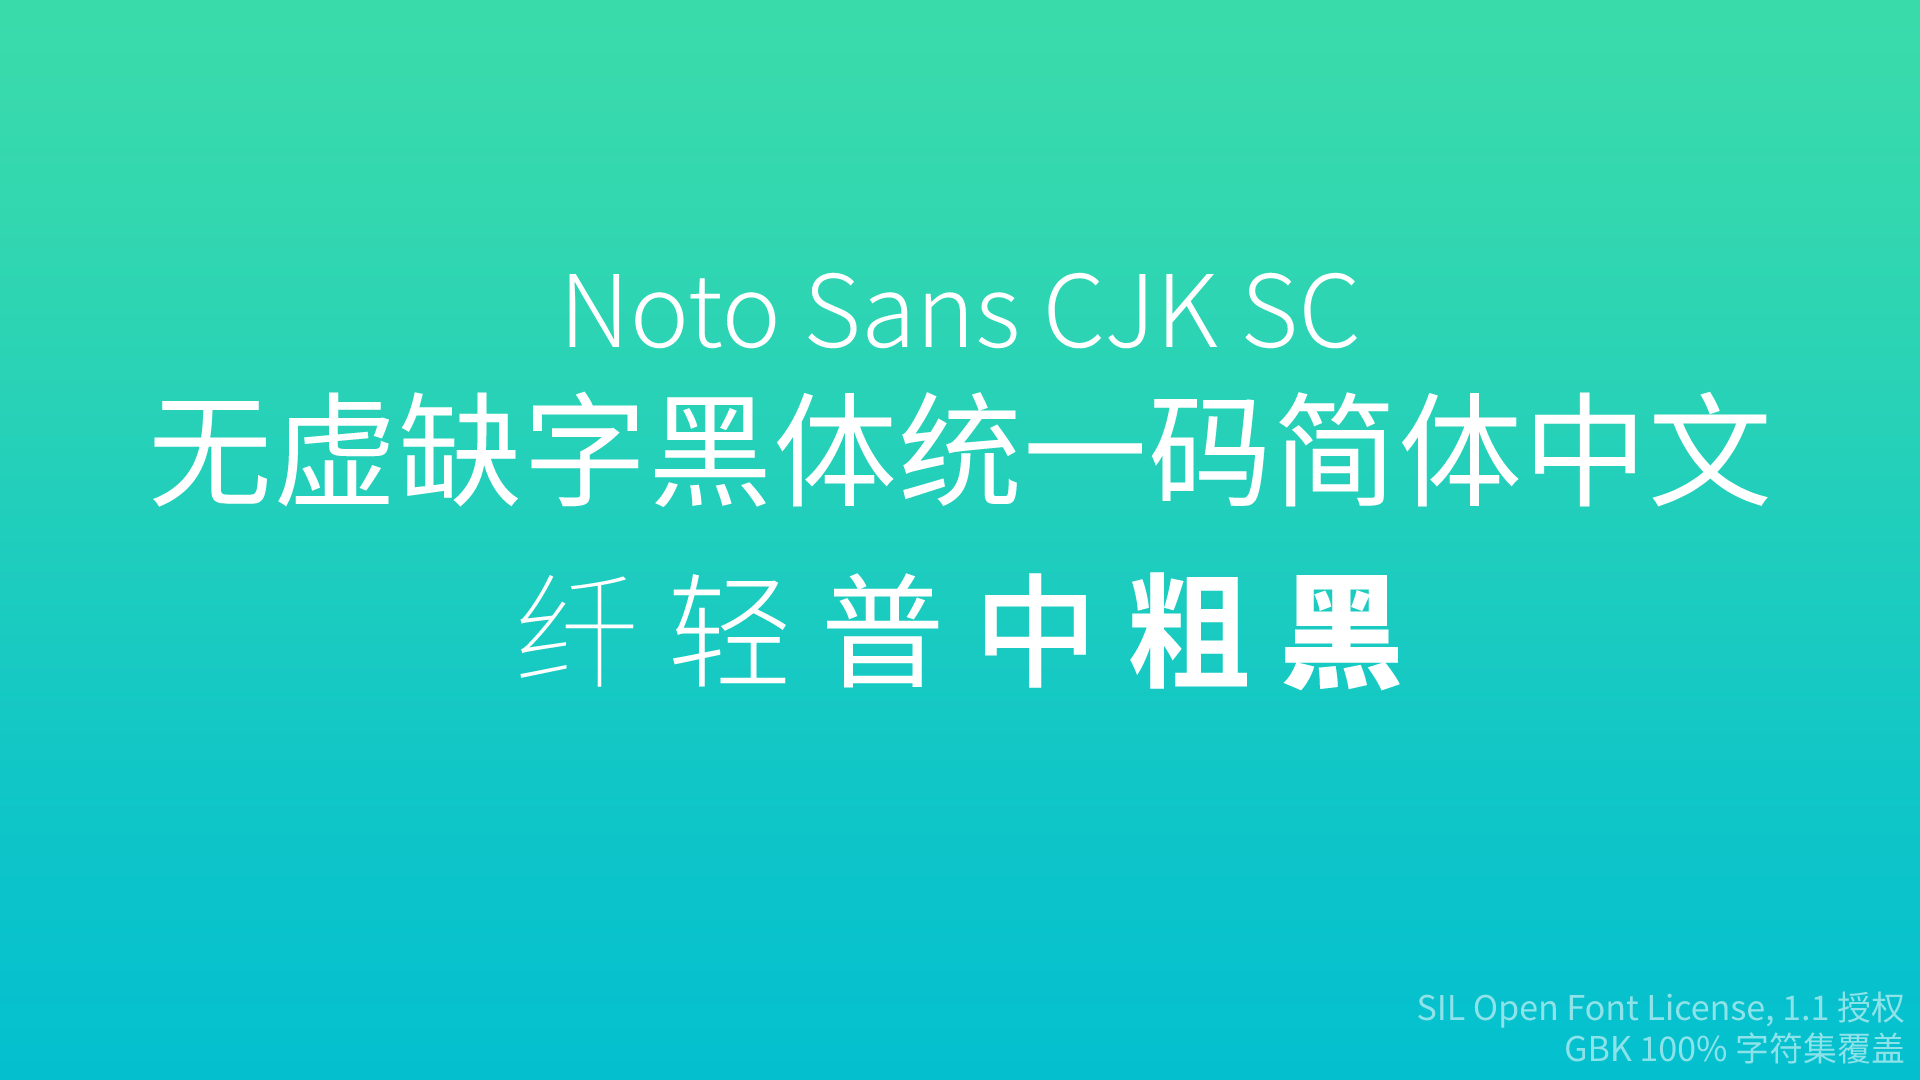 Noto Sans CJK SC
无虚缺字黑体统一码简体中文
纤 轻 普 中 粗 黑
SIL Open Font License, 1.1 授权
GBK 100% 字符集覆盖